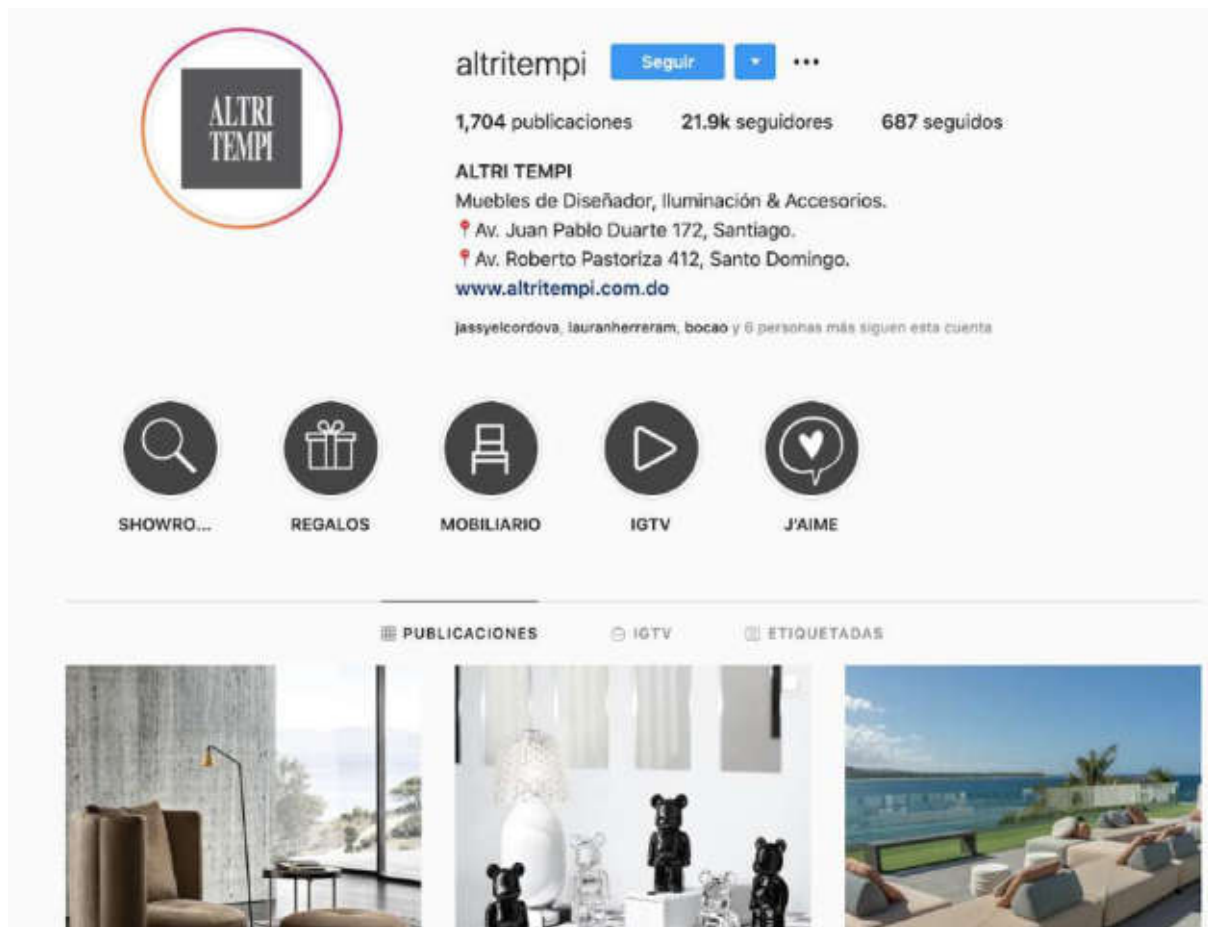 ALTRI
TEMPI
altritempi Seguir
1,704 publicaciones 21.9k seguidores 687 seguidos
ALTRI TEMPI
Muebles de Diseñador, Iluminación & Accesorios.
Av. Juan Pablo Duarte 172, Santiago.
Av. Roberto Pastoriza 412, Santo Domingo.
www.altritempi.com.do
jassyelcordova, lauranherreram, bocao y 6 personas más siguen esta cuenta
SHOWRO... REGALOS MOBILIARIO IGTV J'AIME
PUBLICACIONES IGTV ETIQUETADAS